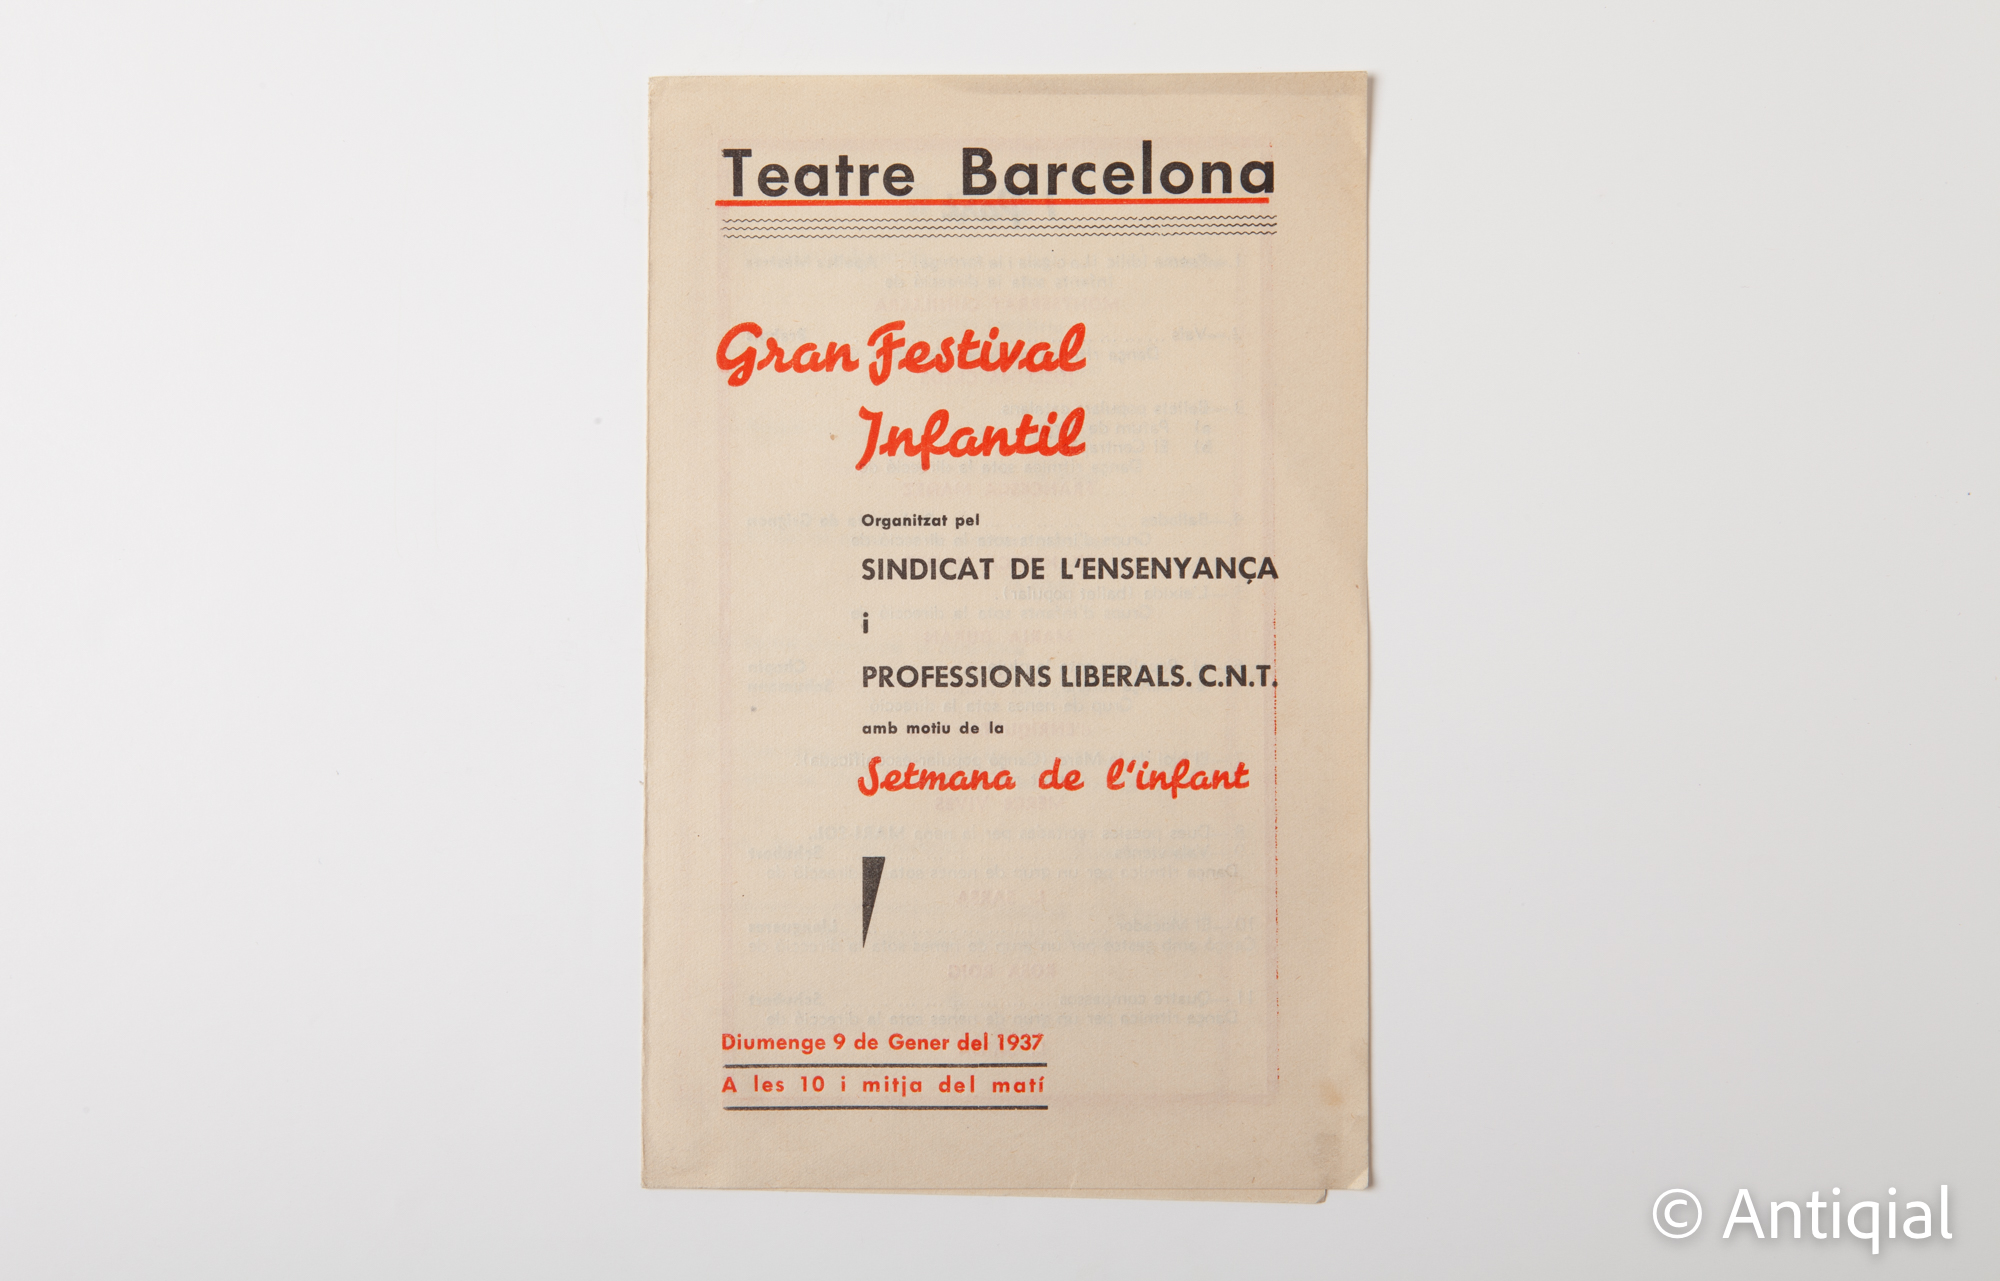 Teatre Barcelona
Gran Festival
Infantil
Organitzat pel
SINDICAT DE L'ENSENYANÇA
i
PROFESSIONS LIBERALS. C.N.T.
amb motiu de la
Setmana de l'infant
Diumenge 9 de Gener del 1937
A les 10 i mitja del matí
© Antiqial